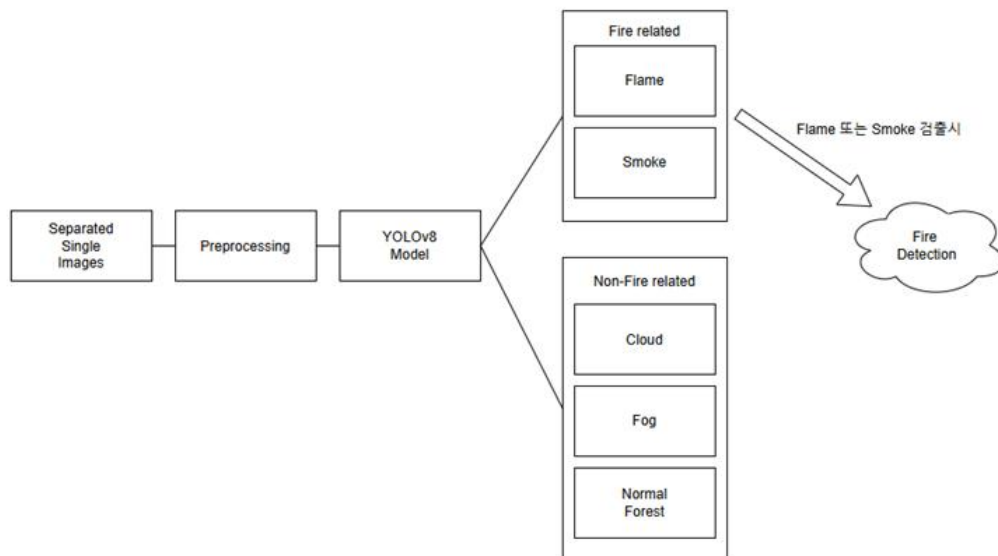 Separated
Single
Images
Preprocessing
YOLOv8
Model
Fire related
Flame
Smoke
Flame 또는 Smoke 검출시
Fire
Detection
Non-Fire related
Cloud
Fog
Normal
Forest